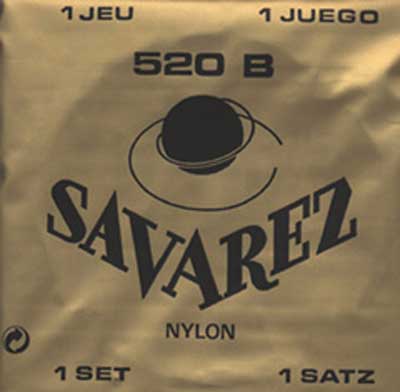 1 JEU
1 JUEGO
520 B
SAVAREZ
NYLON
1 SET
1 SATZ